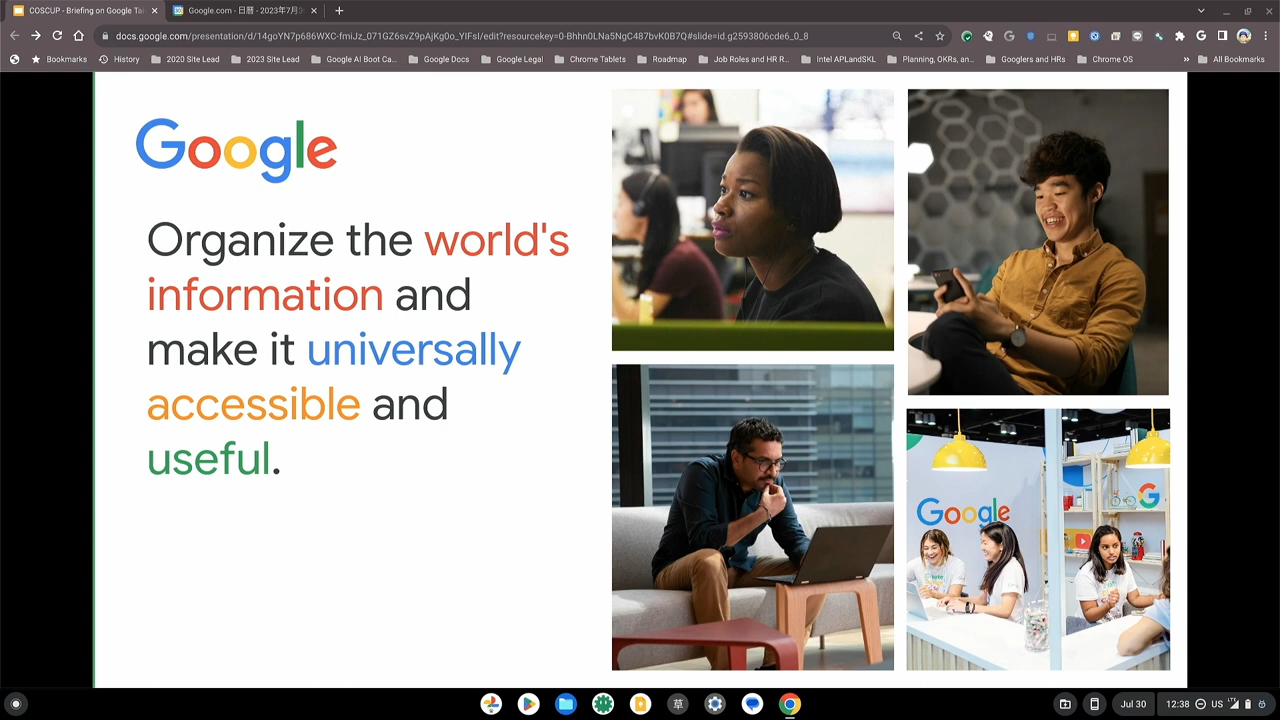 COSCUP - Briefing on Google Tai
Google.com - 日曆 - 2023年7月3
docs.google.com/presentation/d/14goYN7p686WXC-fmiJz_071GZ6svZ9pAjKg0o_YIFsI/edit?resourcekey=0-Bhhn0LNa5NgC487bvK0B7Q#slide=id.g2593806cde6_0_8
Bookmarks
History
2020 Site Lead
2023 Site Lead
Google AI Boot Ca...
Google Docs
Google Legal
Chrome Tablets
Roadmap
Job Roles and HR R...
Intel APLandSKL
Planning, OKRs, an...
Googlers and HRs
Chrome OS
All Bookmarks
Google
Organize the world's
information and
make it universally
accessible and
useful.
Google
G
草
Jul 30
12:38
US
LTE